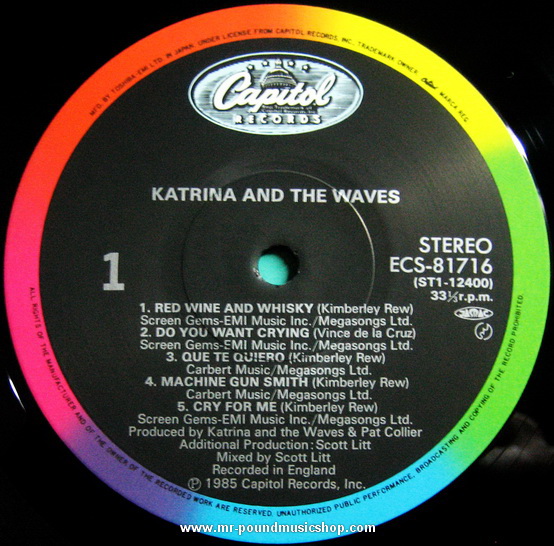 MFG. BY TOSHIBA EMI LTD. IN JAPAN, UNDER LICENSE FROM CAPITOL RECORDS, INC., TRADEMARK OWNER. Capitol MARCA REG.
Capitol
RECORDS
KATRINA AND THE WAVES
1
STEREO
ECS-81716
(ST1-12400)
33⅓r.p.m.
JASRAC
1. RED WINE AND WHISKY (Kimberley Rew)
Screen Gems-EMI Music Inc./Megasongs Ltd.
2. DO YOU WANT CRYING (Vince de la Cruz)
Screen Gems-EMI Music Inc./Megasongs Ltd.
3. QUE TE QUIERO (Kimberley Rew)
Carbert Music/Megasongs Ltd.
4. MACHINE GUN SMITH (Kimberley Rew)
Carbert Music/Megasongs Ltd.
5. CRY FOR ME (Kimberley Rew)
Screen Gems-EMI Music Inc./Megasongs Ltd.
Produced by Katrina and the Waves & Pat Collier
Additional Production: Scott Litt
Mixed by Scott Litt
Recorded in England
℗ 1985 Capitol Records, Inc.
ALL RIGHTS OF THE MANUFACTURER AND OF THE OWNER OF THE RECORDED WORK ARE RESERVED. UNAUTHORIZED PUBLIC PERFORMANCE, BROADCASTING AND COPYING OF THE RECORD PROHIBITED.
www.mr-poundmusicshop.com